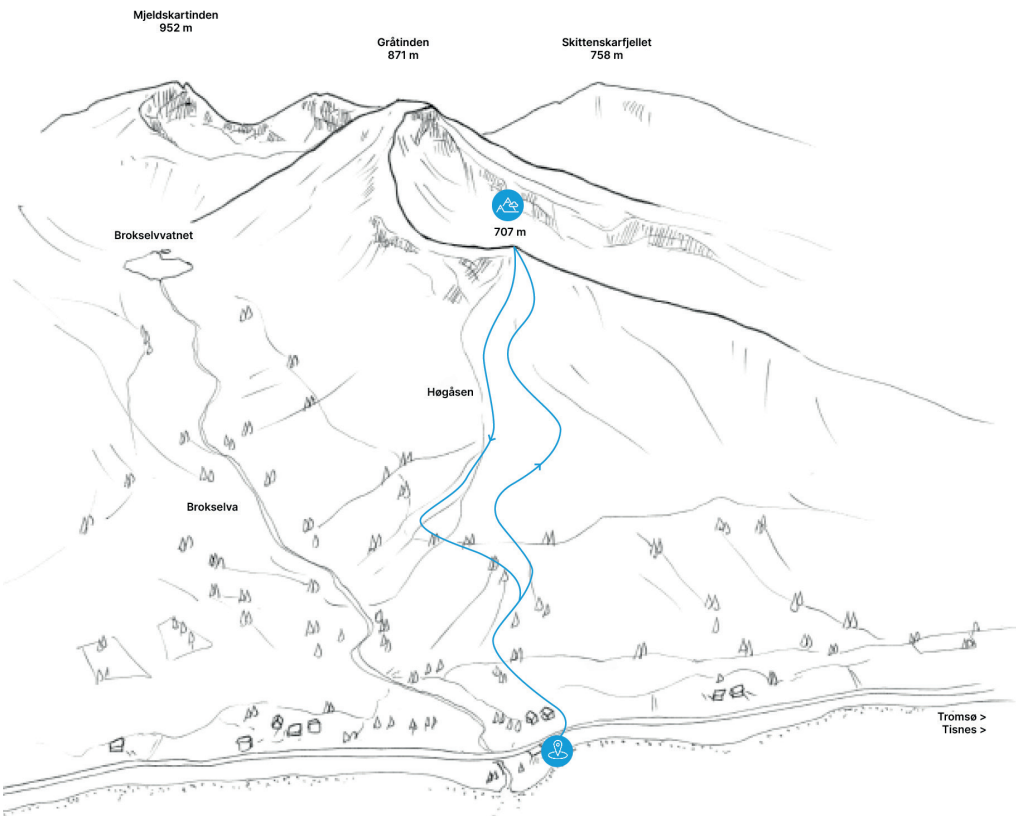 Mjeldskartinden
952 m
Gråtinden
871 m
Skittenskarfjellet
758 m
707 m
Brokselvvatnet
Høgåsen
Brokselva
Tromsø >
Tisnes >